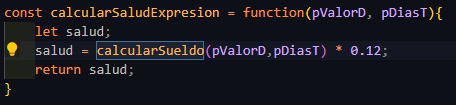 const calcularSaludExpresion = function(pValorD, pDiasT){
    let salud;
    salud = calcularSueldo(pValorD,pDiasT) * 0.12;
    return salud;
}